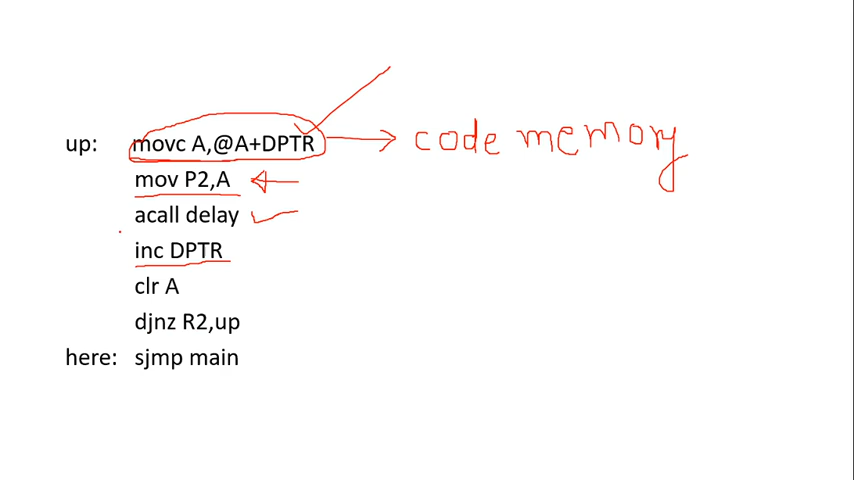 up: movc A,@A+DPTR code memory
mov P2,A
acall delay
inc DPTR
clr A
djnz R2,up
here: sjmp main